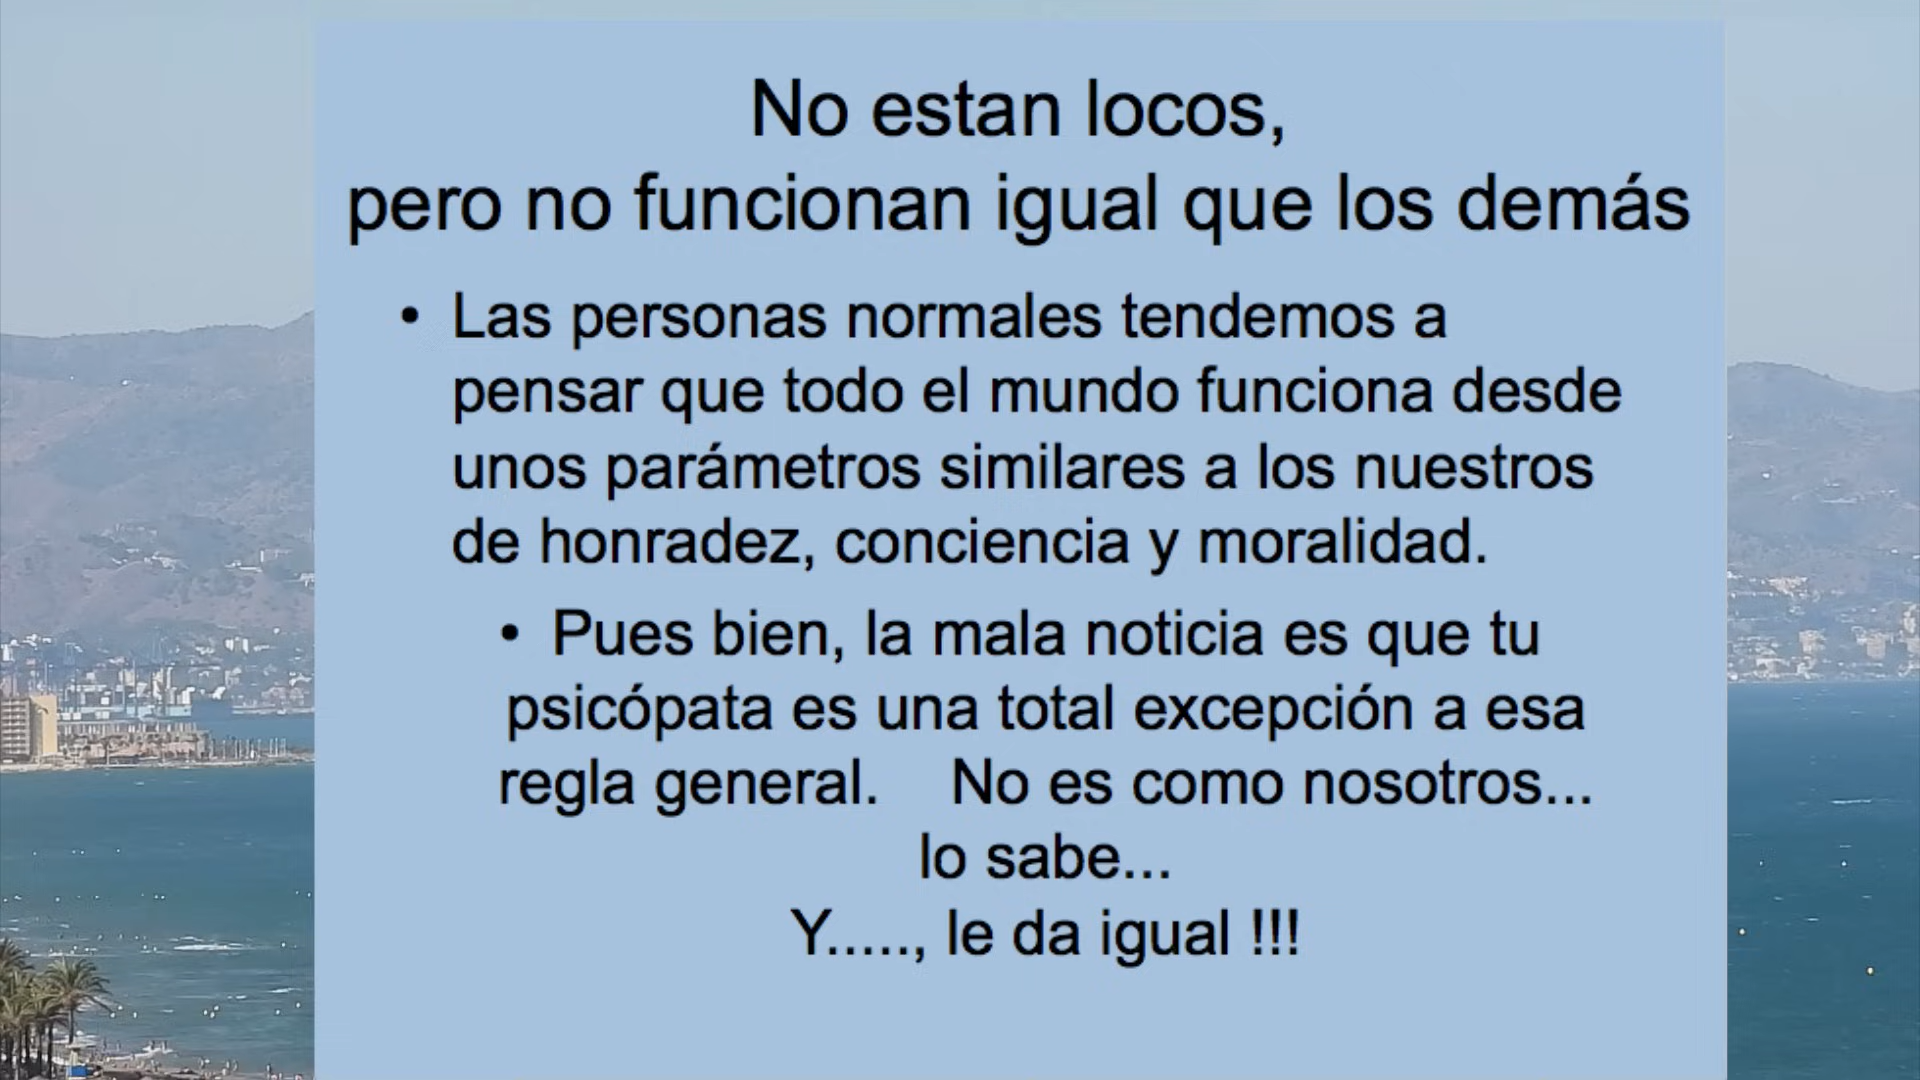 No estan locos,
pero no funcionan igual que los demás
• Las personas normales tendemos a
pensar que todo el mundo funciona desde
unos parámetros similares a los nuestros
de honradez, conciencia y moralidad.
• Pues bien, la mala noticia es que tu
psicópata es una total excepción a esa
regla general. No es como nosotros...
lo sabe...
Y....., le da igual !!!